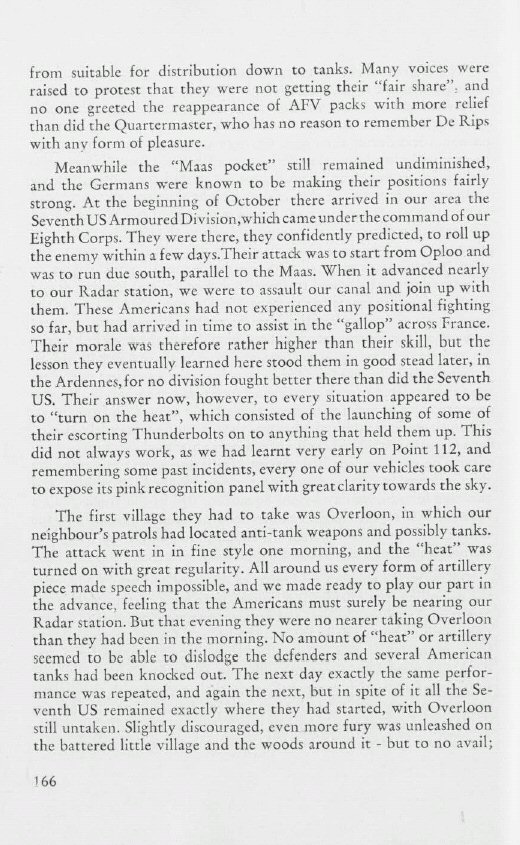 from suitable for distribution down to tanks. Many voices were
raised to protest that they were not getting their “fair share”, and
no one greeted the reappearance of AFV packs with more relief
than did the Quartermaster, who has no reason to remember De Rips
with any form of pleasure.
Meanwhile the “Maas pocket” still remained undiminished,
and the Germans were known to be making their positions fairly
strong. At the beginning of October there arrived in our area the
Seventh US Armoured Division,which came under the command of our
Eighth Corps. They were there, they confidently predicted, to roll up
the enemy within a few days.Their attack was to start from Oploo and
was to run due south, parallel to the Maas. When it advanced nearly
to our Radar station, we were to assault our canal and join up with
them. These Americans had not experienced any positional fighting
so far, but had arrived in time to assist in the “gallop” across France.
Their morale was therefore rather higher than their skill, but the
lesson they eventually learned here stood them in good stead later, in
the Ardennes,for no division fought better there than did the Seventh
US. Their answer now, however, to every situation appeared to be
to “turn on the heat”, which consisted of the launching of some of
their escorting Thunderbolts on to anything that held them up. This
did not always work, as we had learnt very early on Point 112, and
remembering some past incidents, every one of our vehicles took care
to expose its pink recognition panel with great clarity towards the sky.
The first village they had to take was Overloon, in which our
neighbour's patrols had located anti-tank weapons and possibly tanks.
The attack went in in fine style one morning, and the “heat” was
turned on with great regularity. All around us every form of artillery
piece made speech impossible, and we made ready to play our part in
the advance, feeling that the Americans must surely be nearing our
Radar station. But that evening they were no nearer taking Overloon
than they had been in the morning. No amount of “heat” or artillery
seemed to be able to dislodge the defenders and several American
tanks had been knocked out. The next day exactly the same perfor-
mance was repeated, and again the next, but in spite of it all the Se-
venth US remained exactly where they had started, with Overloon
still untaken. Slightly discouraged, even more fury was unleashed on
the battered little village and the woods around it - but to no avail;
166